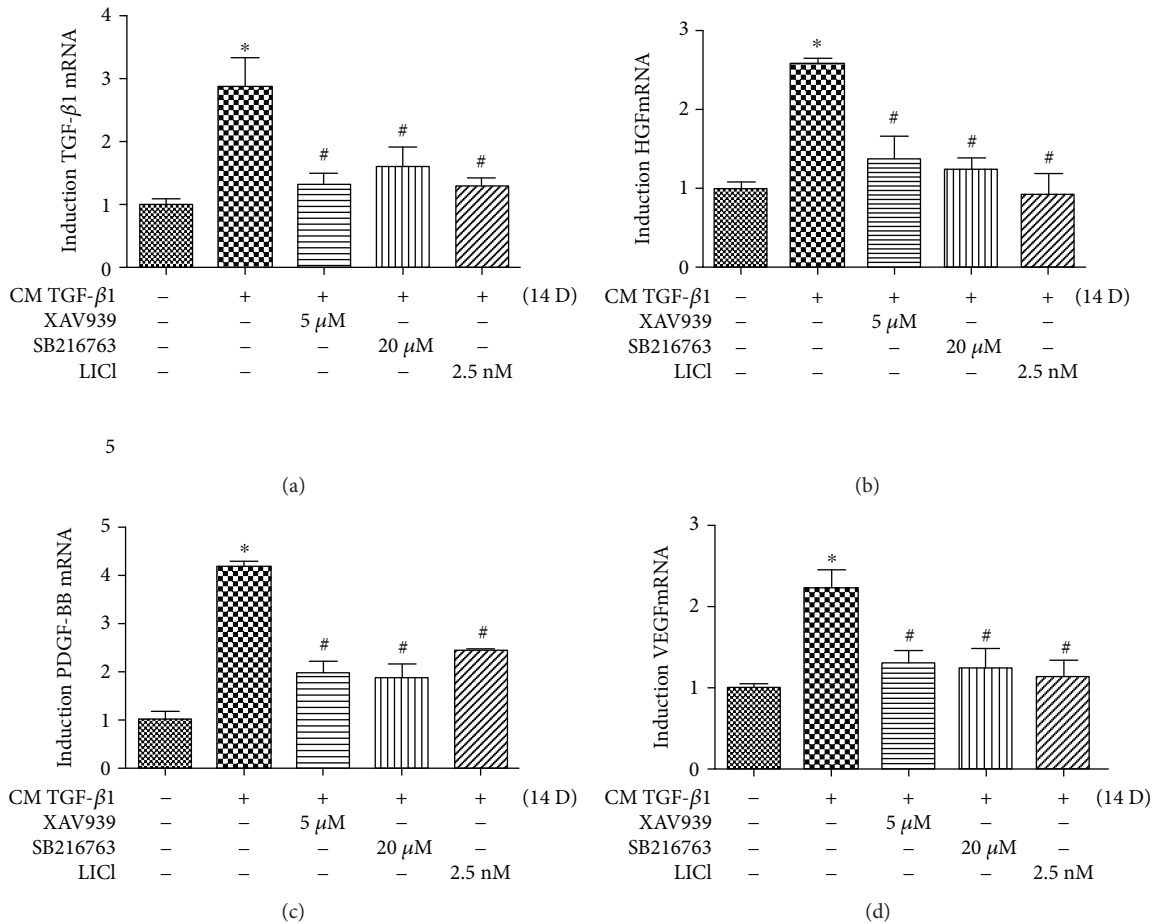 Induction TGF-β1 mRNA
4
3
2
1
0
*
#
#
#
CM TGF-β1 − + + + + (14 D)
XAV939 − − 5 μM − −
SB216763 − − − 20 μM −
LICl − − − − 2.5 nM
5
(a)
Induction HGFmRNA
3
2
1
0
*
#
#
#
CM TGF-β1 − + + + + (14 D)
XAV939 − − 5 μM − −
SB216763 − − − 20 μM −
LICl − − − − 2.5 nM
(b)
Induction PDGF-BB mRNA
5
4
3
2
1
0
*
#
#
#
CM TGF-β1 − + + + + (14 D)
XAV939 − − 5 μM − −
SB216763 − − − 20 μM −
LICl − − − − 2.5 nM
(c)
Induction VEGFmRNA
3
2
1
0
*
#
#
#
CM TGF-β1 − + + + + (14 D)
XAV939 − − 5 μM − −
SB216763 − − − 20 μM −
LICl − − − − 2.5 nM
(d)